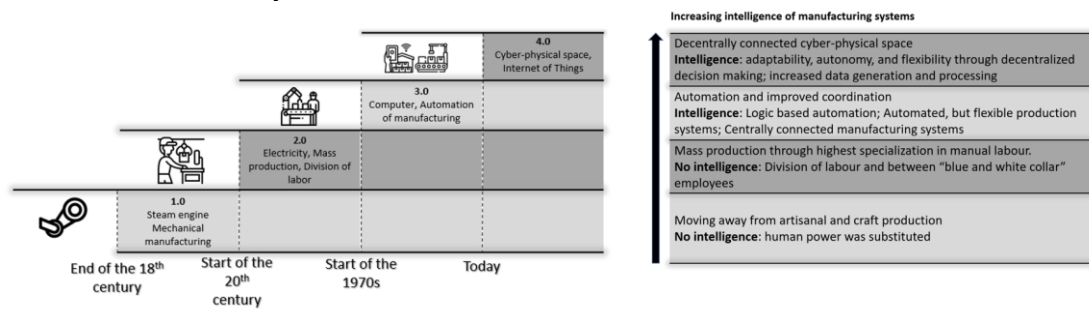 Increasing intelligence of manufacturing systems
4.0
Cyber-physical space,
Internet of Things
3.0
Computer, Automation
of manufacturing
2.0
Electricity, Mass
production, Division of
labor
1.0
Steam engine
Mechanical
manufacturing
End of the 18th
century
Start of the
20th
century
Start of the
1970s
Today
Decentrally connected cyber-physical space
Intelligence: adaptability, autonomy, and flexibility through decentralized
decision making; increased data generation and processing
Automation and improved coordination
Intelligence: Logic based automation; Automated, but flexible production
systems; Centrally connected manufacturing systems
Mass production through highest specialization in manual labour.
No intelligence: Division of labour and between “blue and white collar”
employees
Moving away from artisanal and craft production
No intelligence: human power was substituted